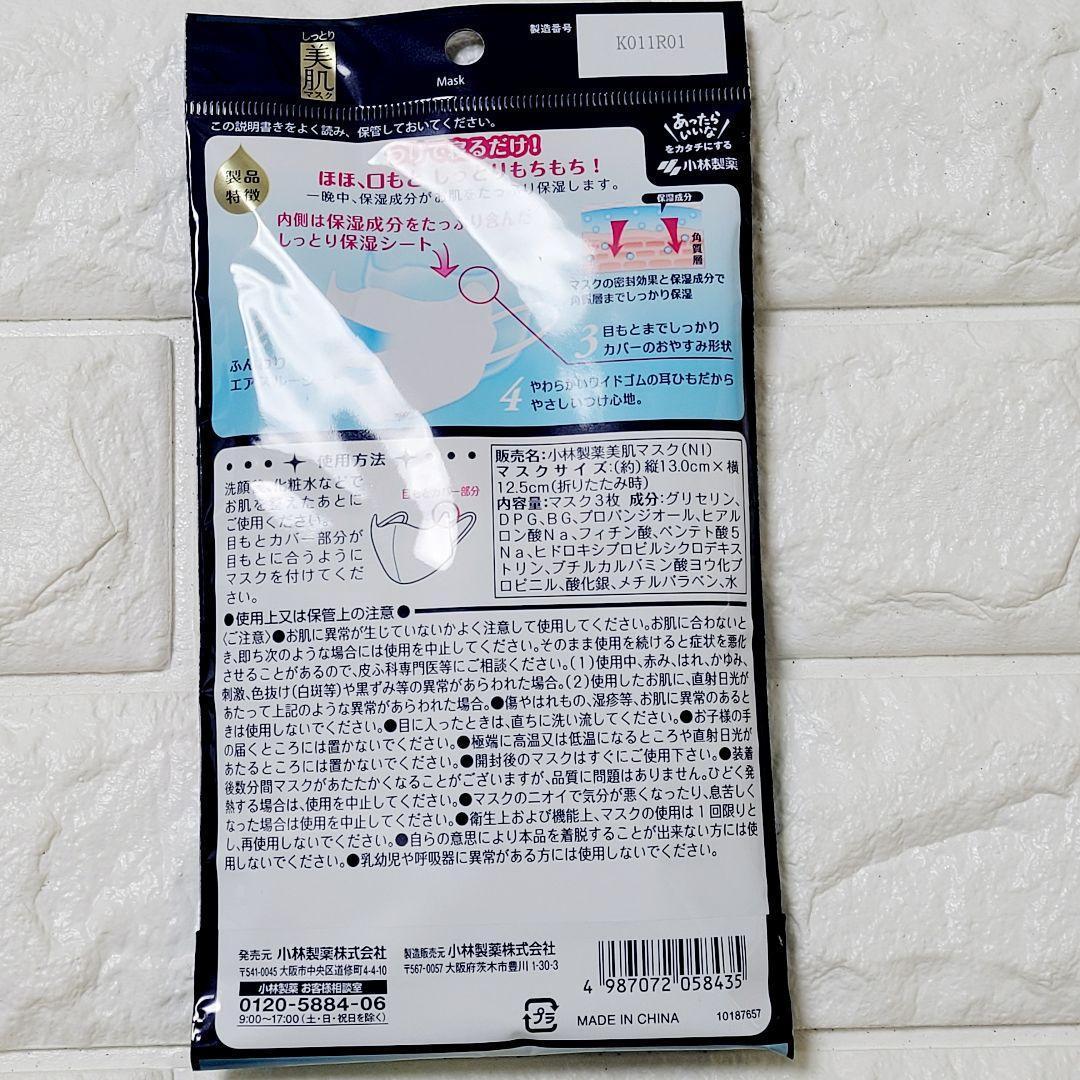 しっとり
美肌
マスク
Mask
製造番号
K011R01
この説明書きをよく読み、保管しておいてください。
あったら
いいな
をカタチにする
小林製薬
製品
特徴
るだけ!
ほほ、口もと しっとりもちもち!
一晩中、保湿成分がお肌をたっぷり保湿します。
内側は保湿成分をたっぷり含んだ
しっとり保湿シート
保湿成分
角質層
マスクの密封効果と保湿成分で
角質層までしっかり保湿
3 目もとまでしっかり
カバーのおやすみ形状
4 やわらかいワイドゴムの耳ひもだから
やさしいつけ心地。
使用方法
洗顔 化粧水などで
お肌を整えたあとに
ご使用ください。
目もとカバー部分が
目もとに合うように
マスクを付けてくだ
さい。
目もとカバー部分
販売名:小林製薬美肌マスク(NI)
マスクサイズ:(約)縦13.0cm×横
12.5cm(折りたたみ時)
内容量:マスク3枚 成分:グリセリン、
DPG、BG、プロパンジオール、ヒアル
ロン酸Na、フィチン酸、ペンテト酸5
Na、ヒドロキシプロピルシクロデキス
トリン、ブチルカルバミン酸ヨウ化プ
ロピニル、酸化銀、メチルパラベン、水
●使用上又は保管上の注意●
〈ご注意〉●お肌に異常が生じていないかよく注意して使用してください。お肌に合わないと
き、即ち次のような場合には使用を中止してください。そのまま使用を続けると症状を悪化
させることがあるので、皮ふ科専門医等にご相談ください。(1)使用中、赤み、はれ、かゆみ、
刺激、色抜け(白斑等)や黒ずみ等の異常があらわれた場合。(2)使用したお肌に、直射日光が
あたって上記のような異常があらわれた場合。●傷やはれもの、湿疹等、お肌に異常のあると
きは使用しないでください。●目に入ったときは、直ちに洗い流してください。●お子様の手
の届くところには置かないでください。●極端に高温又は低温になるところや直射日光が
あたるところには置かないでください。●開封後のマスクはすぐにご使用下さい。●装着
後数分間マスクがあたたかくなることがございますが、品質に問題はありません。ひどく発
熱する場合は、使用を中止してください。●マスクのニオイで気分が悪くなったり、息苦しく
なった場合は使用を中止してください。●衛生上および機能上、マスクの使用は1回限りと
し、再使用しないでください。●自らの意思により本品を着脱することが出来ない方には使
用しないでください。●乳幼児や呼吸器に異常がある方には使用しないでください。
発売元 小林製薬株式会社
〒541-0045 大阪市中央区道修町4-4-10
小林製薬 お客様相談室
0120-5884-06
9:00~17:00(土・日・祝日を除く)
製造販売元 小林製薬株式会社
〒567-0057 大阪府茨木市豊川1-30-3
プラ
MADE IN CHINA
4 987072 058435
10187657